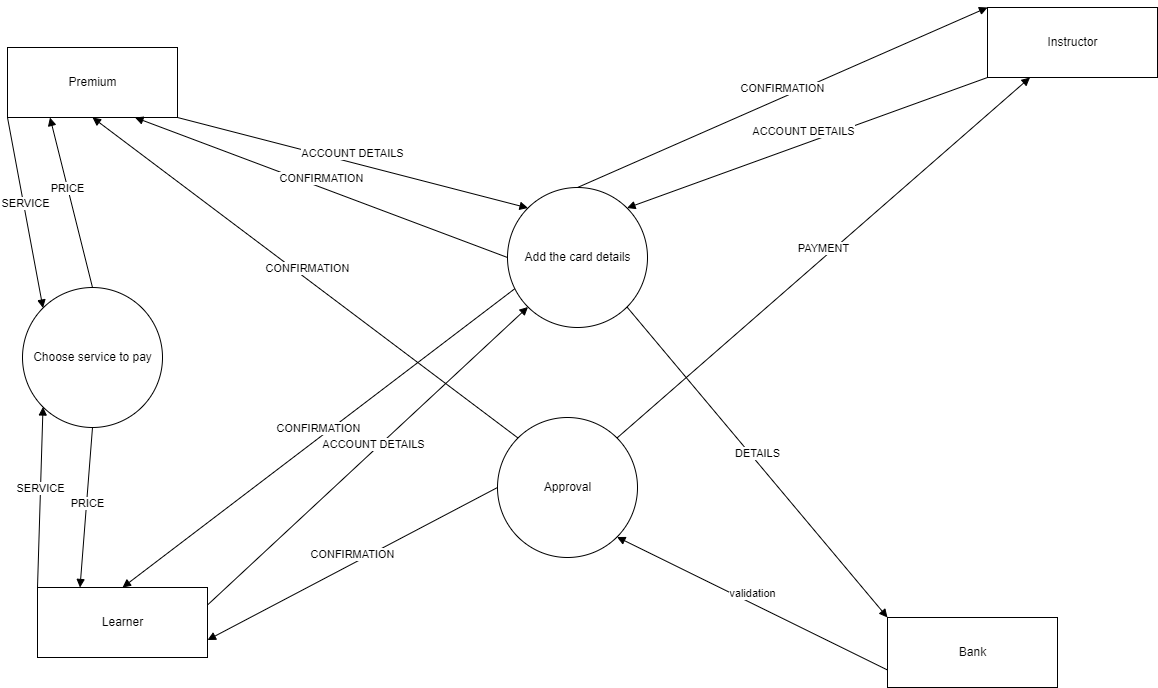 Instructor
Premium
CONFIRMATION
ACCOUNT DETAILS
ACCOUNT DETAILS
CONFIRMATION
PRICE
SERVICE
PAYMENT
Add the card details
CONFIRMATION
Choose service to pay
CONFIRMATION
ACCOUNT DETAILS
DETAILS
SERVICE
Approval
PRICE
CONFIRMATION
validation
Learner
Bank